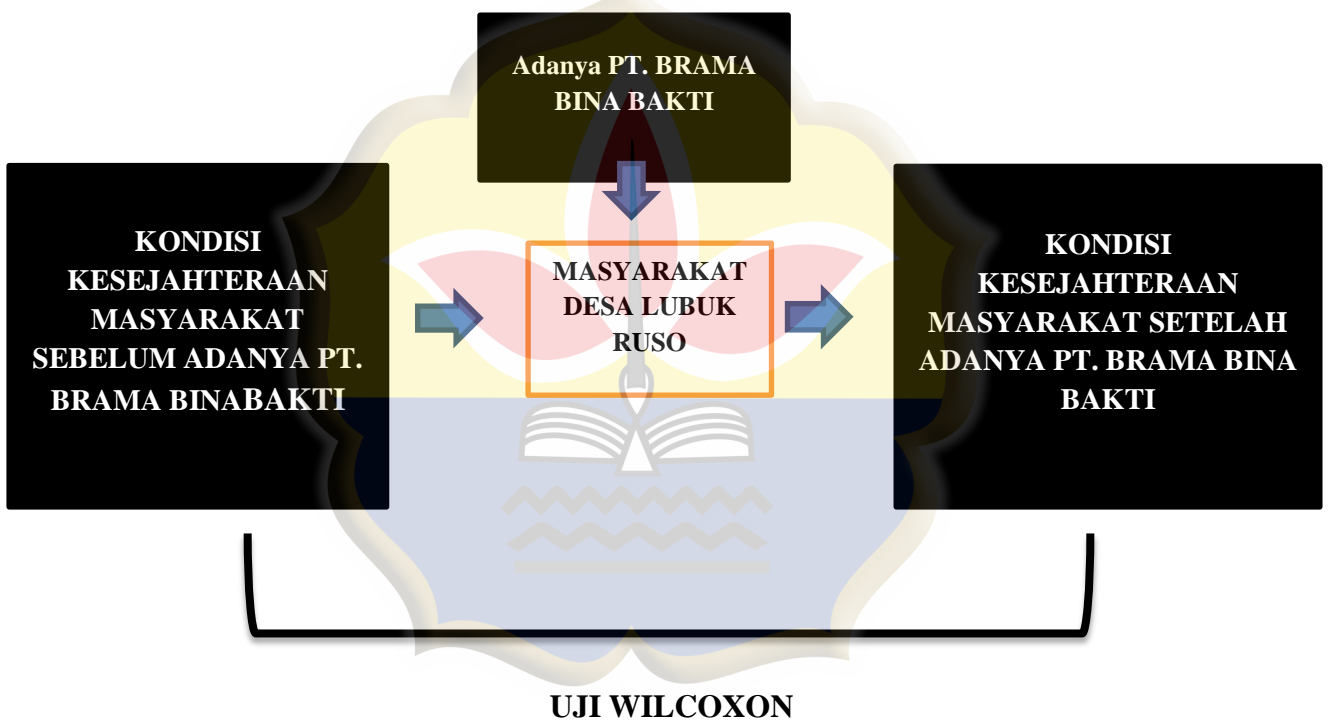 Adanya PT. BRAMA
BINA BAKTI
KONDISI
KESEJAHTERAAN
MASYARAKAT
SEBELUM ADANYA PT.
BRAMA BINABAKTI
MASYARAKAT
DESA LUBUK
RUSO
KONDISI
KESEJAHTERAAN
MASYARAKAT SETELAH
ADANYA PT. BRAMA BINA
BAKTI
UJI WILCOXON